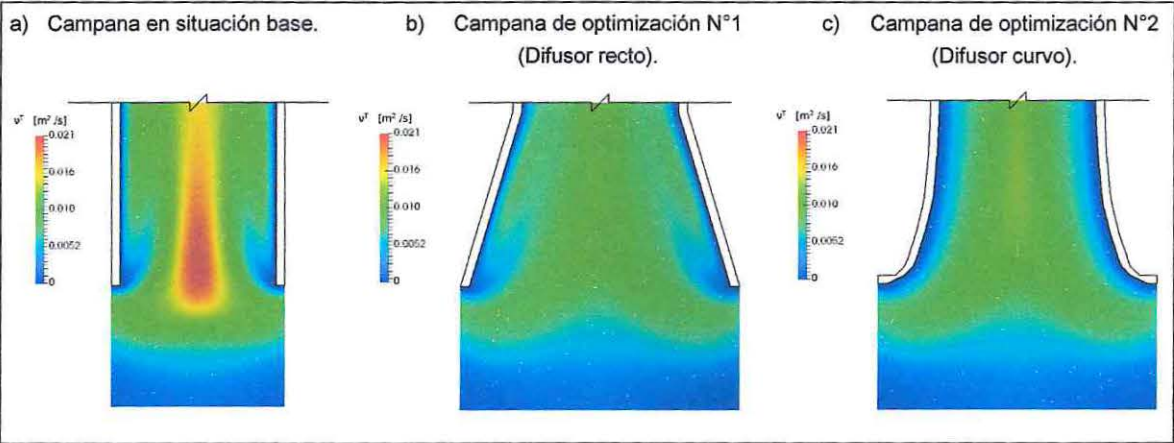 a) Campana en situación base.
b) Campana de optimización N°1
(Difusor recto).
c) Campana de optimización N°2
(Difusor curvo).
νᵀ [m²/s]
0.021
0.016
0.010
0.0052
0
νᵀ [m²/s]
0.021
0.016
0.010
0.0052
0
νᵀ [m²/s]
0.021
0.016
0.010
0.0052
0